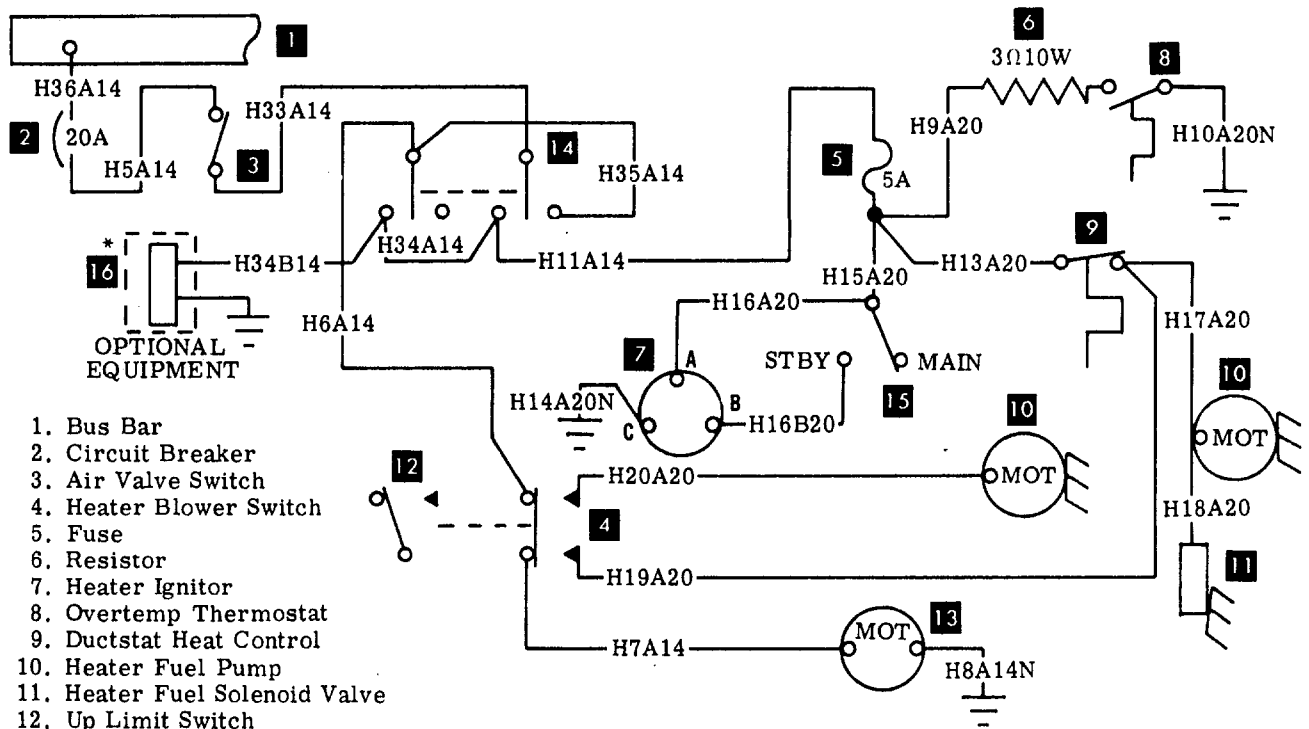 1
6
3Ω10W
8
H36A14
H33A14
H9A20
H10A20N
2
20A
H5A14
3
14
H35A14
5
5A
*
16
H34B14
H34A14
H11A14
9
H15A20
H13A20
H16A20
H6A14
H17A20
OPTIONAL
EQUIPMENT
7
A
STBY
MAIN
15
10
H14A20N
C
B
H16B20
10
MOT
12
H20A20
MOT
4
H18A20
H19A20
11
MOT
13
H7A14
H8A14N
1. Bus Bar
2. Circuit Breaker
3. Air Valve Switch
4. Heater Blower Switch
5. Fuse
6. Resistor
7. Heater Ignitor
8. Overtemp Thermostat
9. Ductstat Heat Control
10. Heater Fuel Pump
11. Heater Fuel Solenoid Valve
12. Up Limit Switch